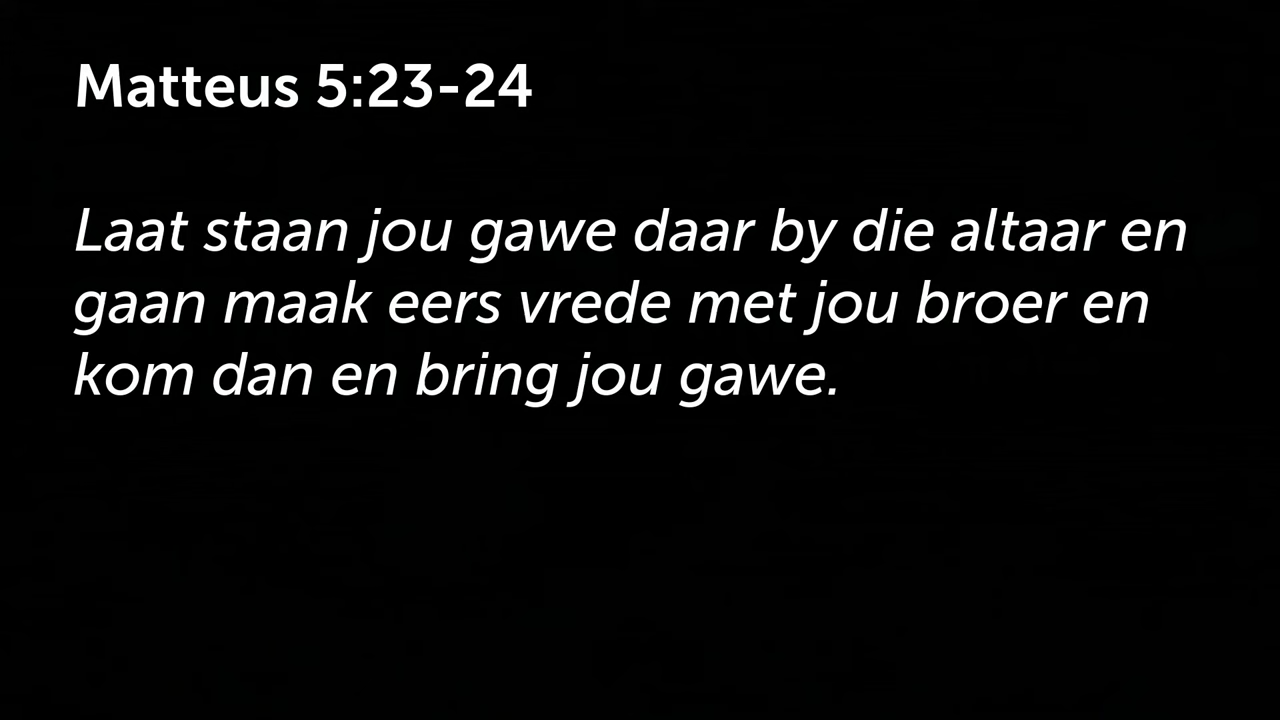 Matteus 5:23-24
Laat staan jou gawe daar by die altaar en
gaan maak eers vrede met jou broer en
kom dan en bring jou gawe.